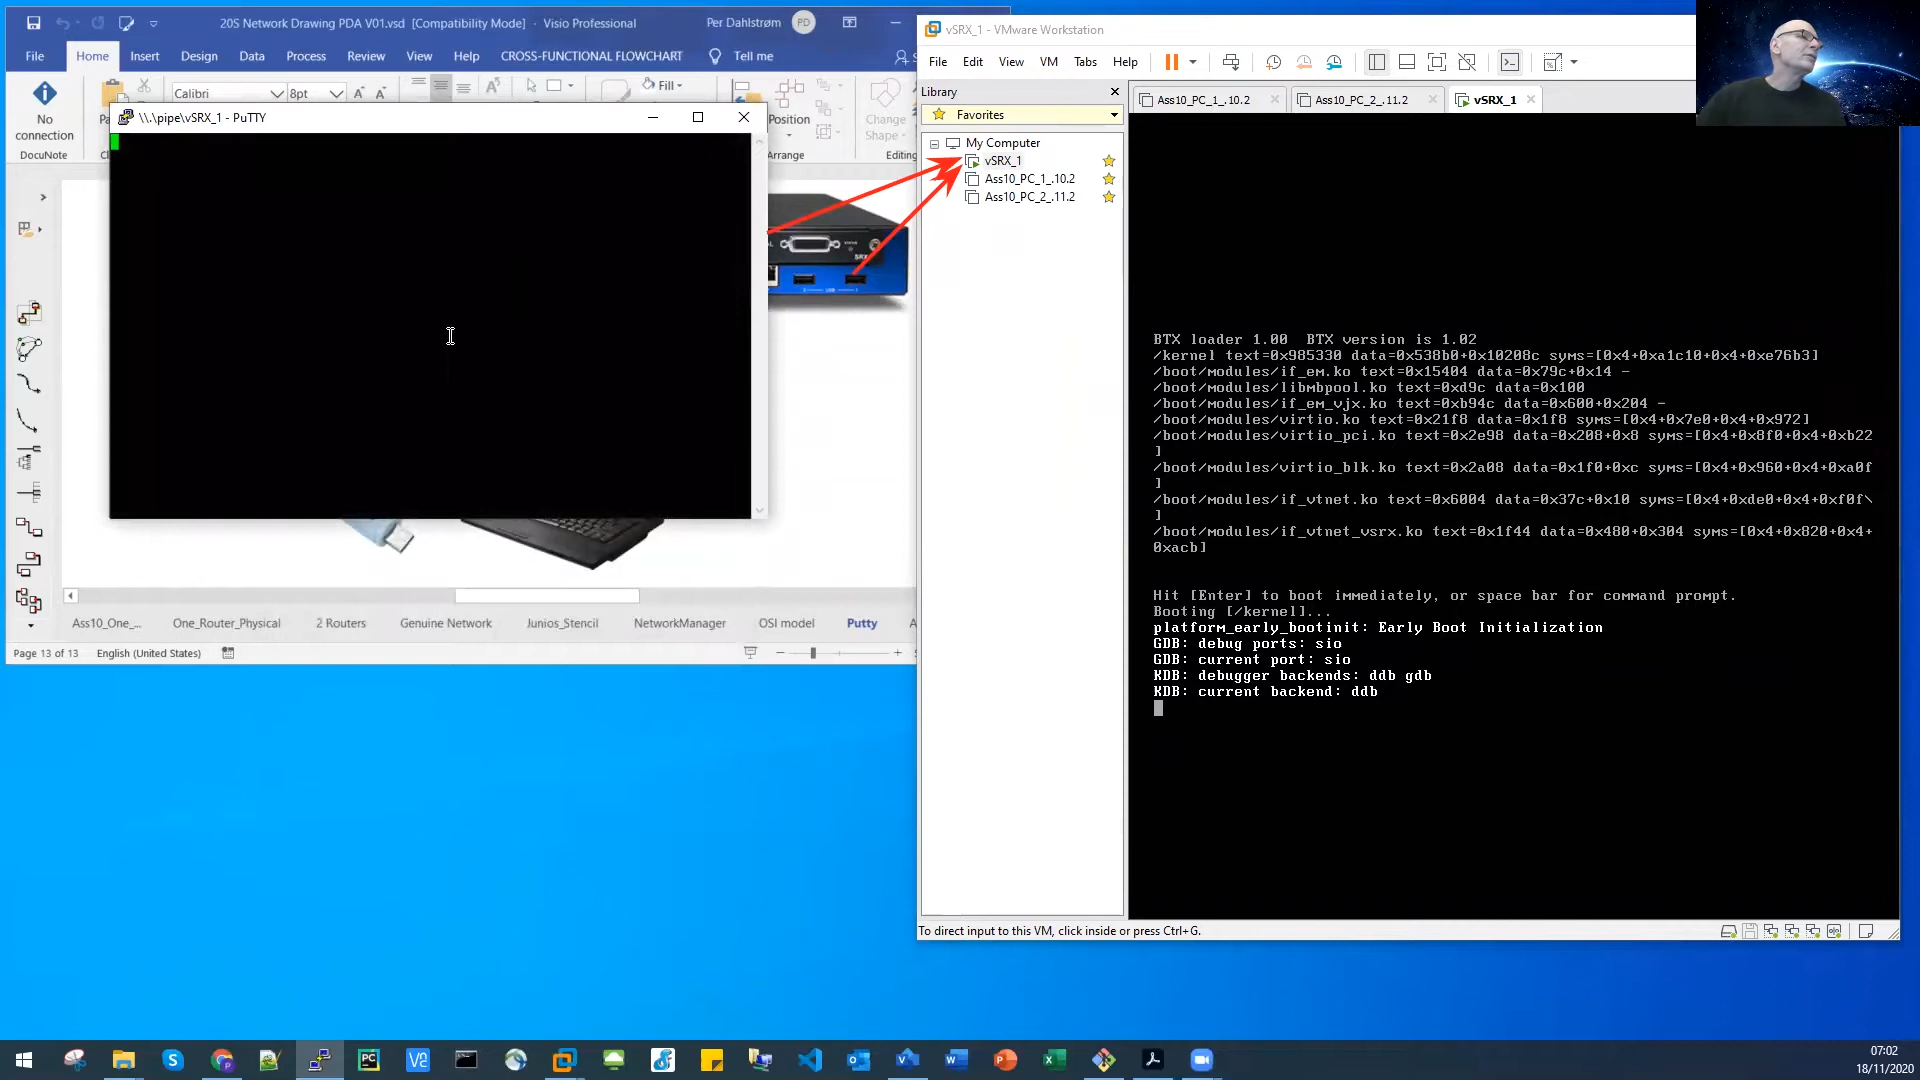 20S Network Drawing PDA V01.vsd [Compatibility Mode] - Visio Professional
Per Dahlstrøm
PD
File
Home
Insert
Design
Data
Process
Review
View
Help
CROSS-FUNCTIONAL FLOWCHART
Tell me
No
connection
DocuNote
Calibri
8pt
Fill
Position
Arrange
Change
Shape
Editing
\\.\pipe\vSRX_1 - PuTTY
SRX
Ass10_One_...
One_Router_Physical
2 Routers
Genuine Network
Junios_Stencil
NetworkManager
OSI model
Putty
Page 13 of 13
English (United States)
vSRX_1 - VMware Workstation
File
Edit
View
VM
Tabs
Help
Library
Favorites
My Computer
vSRX_1
Ass10_PC_1_.10.2
Ass10_PC_2_.11.2
Ass10_PC_1_.10.2
Ass10_PC_2_.11.2
vSRX_1
BTX loader 1.00 BTX version is 1.02
/kernel text=0x985330 data=0x538b0+0x10208c syms=[0x4+0xa1c10+0x4+0xe76b3]
/boot/modules/if_em.ko text=0x15404 data=0x79c+0x14 -
/boot/modules/libmbpool.ko text=0xd9c data=0x100
/boot/modules/if_em_vjx.ko text=0xb94c data=0x600+0x204 -
/boot/modules/virtio.ko text=0x21f8 data=0x1f8 syms=[0x4+0x7e0+0x4+0x972]
/boot/modules/virtio_pci.ko text=0x2e98 data=0x208+0x8 syms=[0x4+0x8f0+0x4+0xb22
]
/boot/modules/virtio_blk.ko text=0x2a08 data=0x1f0+0xc syms=[0x4+0x960+0x4+0xa0f
]
/boot/modules/if_vtnet.ko text=0x6004 data=0x37c+0x10 syms=[0x4+0xde0+0x4+0xf0f\
]
/boot/modules/if_vtnet_vsrx.ko text=0x1f44 data=0x480+0x304 syms=[0x4+0x820+0x4+
0xacb]
Hit [Enter] to boot immediately, or space bar for command prompt.
Booting [/kernel]...
platform_early_bootinit: Early Boot Initialization
GDB: debug ports: sio
GDB: current port: sio
KDB: debugger backends: ddb gdb
KDB: current backend: ddb
To direct input to this VM, click inside or press Ctrl+G.
07:02
18/11/2020